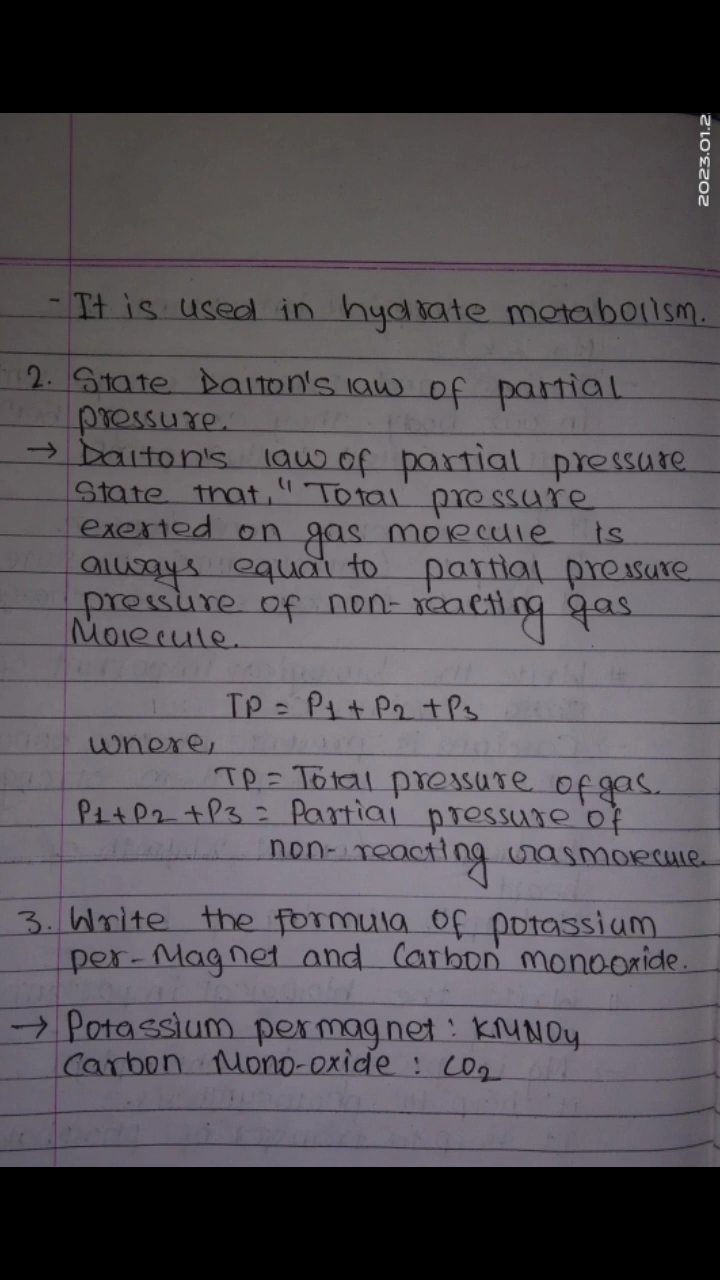 2023.01.2
- It is used in hydrate metabolism.
2. State Dalton's law of partial
pressure.
→ Dalton's law of partial pressure
state that, " Total pressure
exerted on gas molecule is
always equal to partial pressure
pressure of non-reacting gas
Molecule.
TP = P1 + P2 + P3
where,
TP = Total pressure of gas.
P1 + P2 + P3 = Partial pressure of
non-reacting gas molecule.
3. Write the formula of potassium
per-Magnet and Carbon mono-oxide.
→ Potassium permagnet : KMNO4
Carbon Mono-oxide : CO2